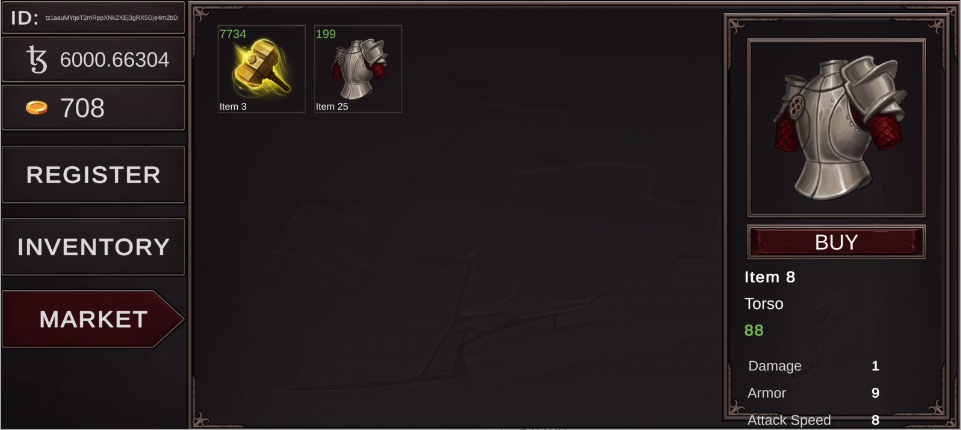 ID:
ꜩ 6000.66304
708
REGISTER
INVENTORY
MARKET
7734
Item 3
199
Item 25
BUY
Item 8
Torso
88
Damage 1
Armor 9
Attack Speed 8